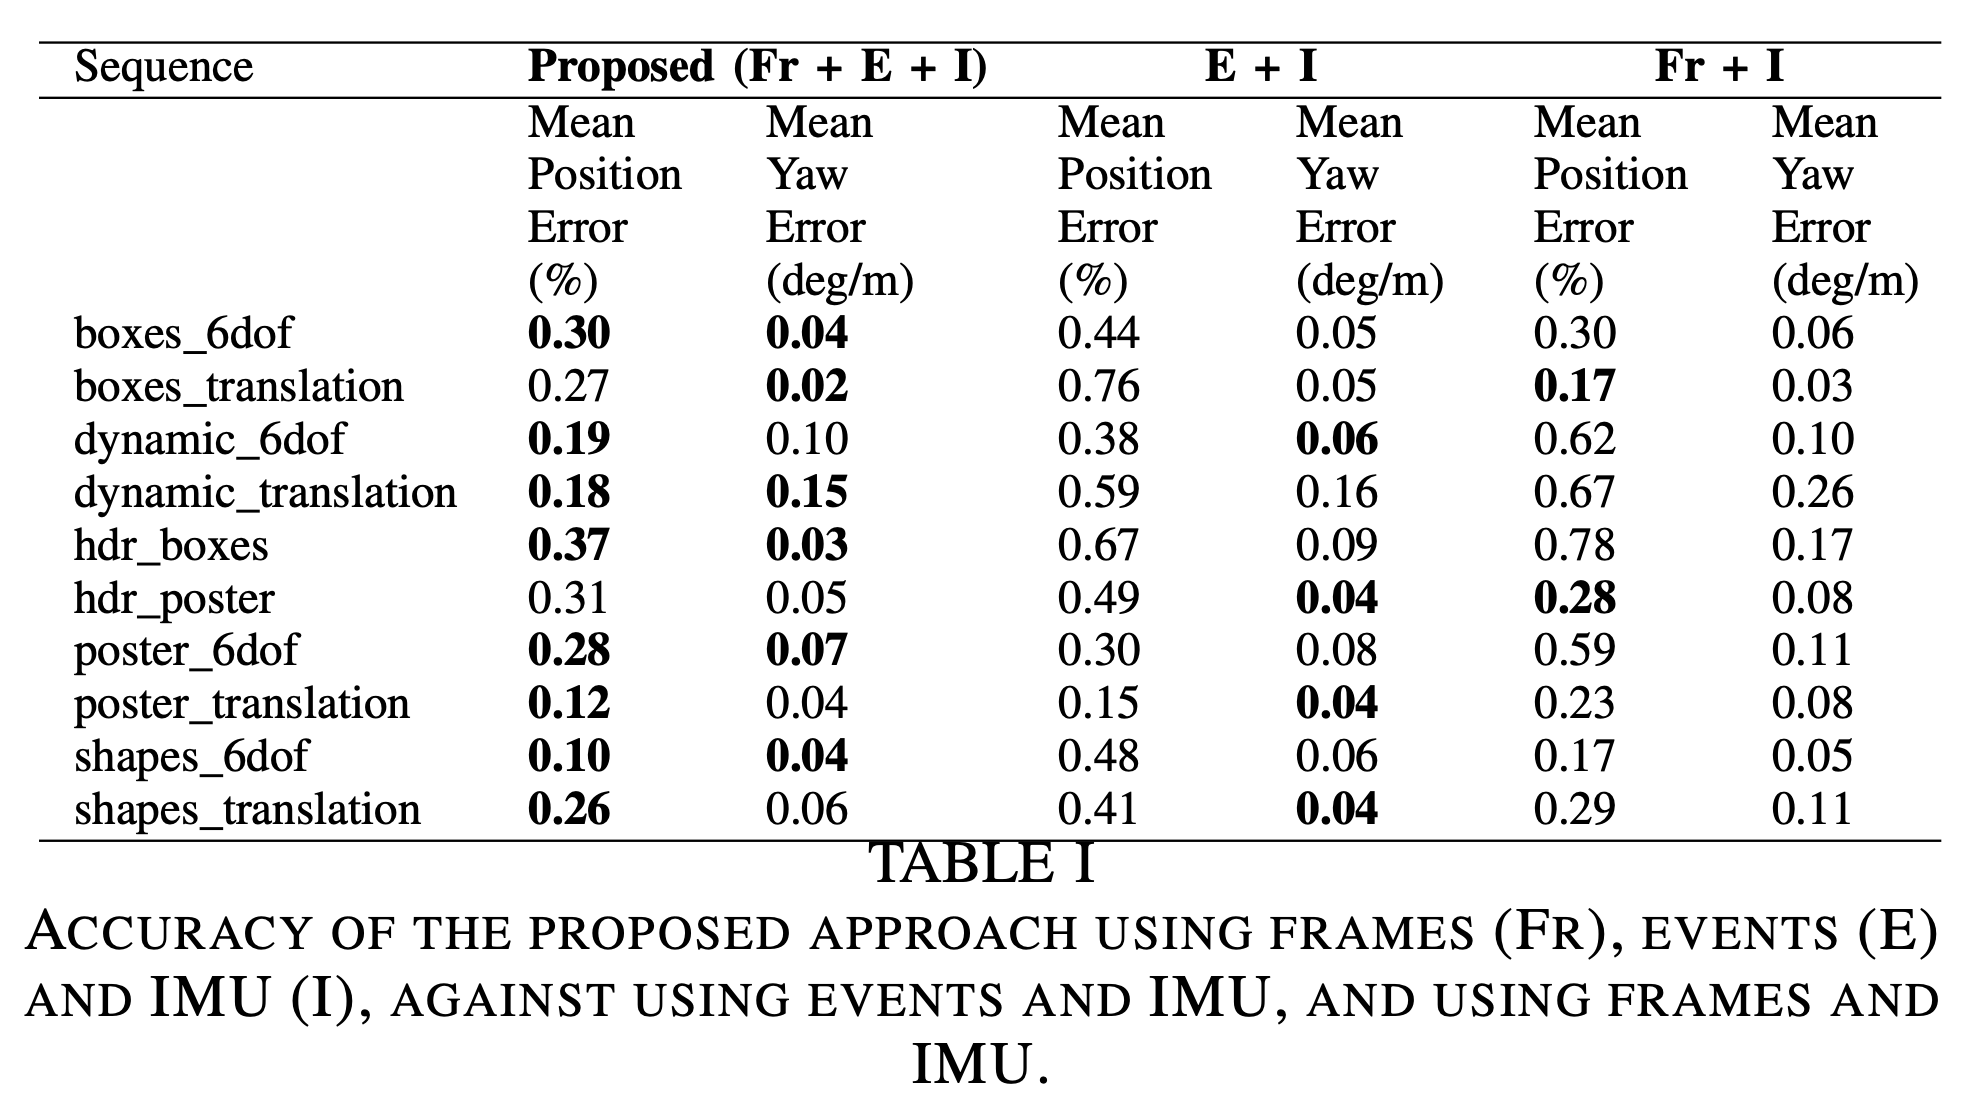 Sequence Proposed (Fr + E + I) E + I Fr + I
Mean Mean Mean Mean Mean Mean
Position Yaw Position Yaw Position Yaw
Error Error Error Error Error Error
(%) (deg/m) (%) (deg/m) (%) (deg/m)
boxes_6dof 0.30 0.04 0.44 0.05 0.30 0.06
boxes_translation 0.27 0.02 0.76 0.05 0.17 0.03
dynamic_6dof 0.19 0.10 0.38 0.06 0.62 0.10
dynamic_translation 0.18 0.15 0.59 0.16 0.67 0.26
hdr_boxes 0.37 0.03 0.67 0.09 0.78 0.17
hdr_poster 0.31 0.05 0.49 0.04 0.28 0.08
poster_6dof 0.28 0.07 0.30 0.08 0.59 0.11
poster_translation 0.12 0.04 0.15 0.04 0.23 0.08
shapes_6dof 0.10 0.04 0.48 0.06 0.17 0.05
shapes_translation 0.26 0.06 0.41 0.04 0.29 0.11
TABLE I
ACCURACY OF THE PROPOSED APPROACH USING FRAMES (FR), EVENTS (E)
AND IMU (I), AGAINST USING EVENTS AND IMU, AND USING FRAMES AND
IMU.